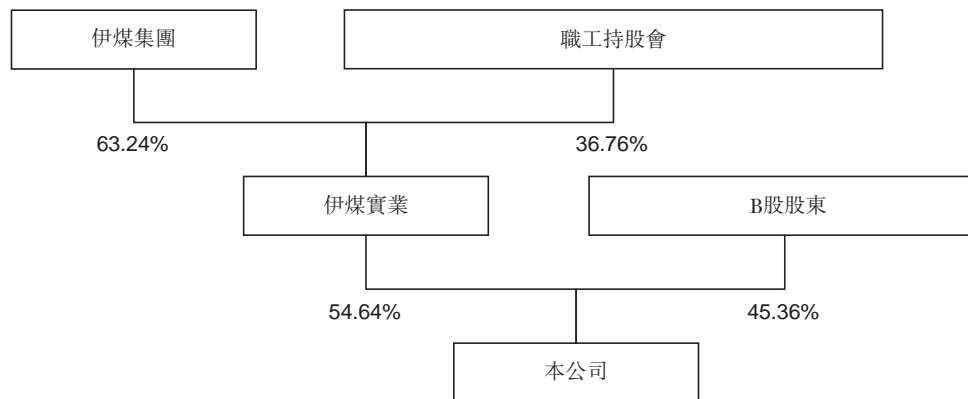 伊煤集團
職工持股會
63.24%
36.76%
伊煤實業
B股股東
54.64%
45.36%
本公司